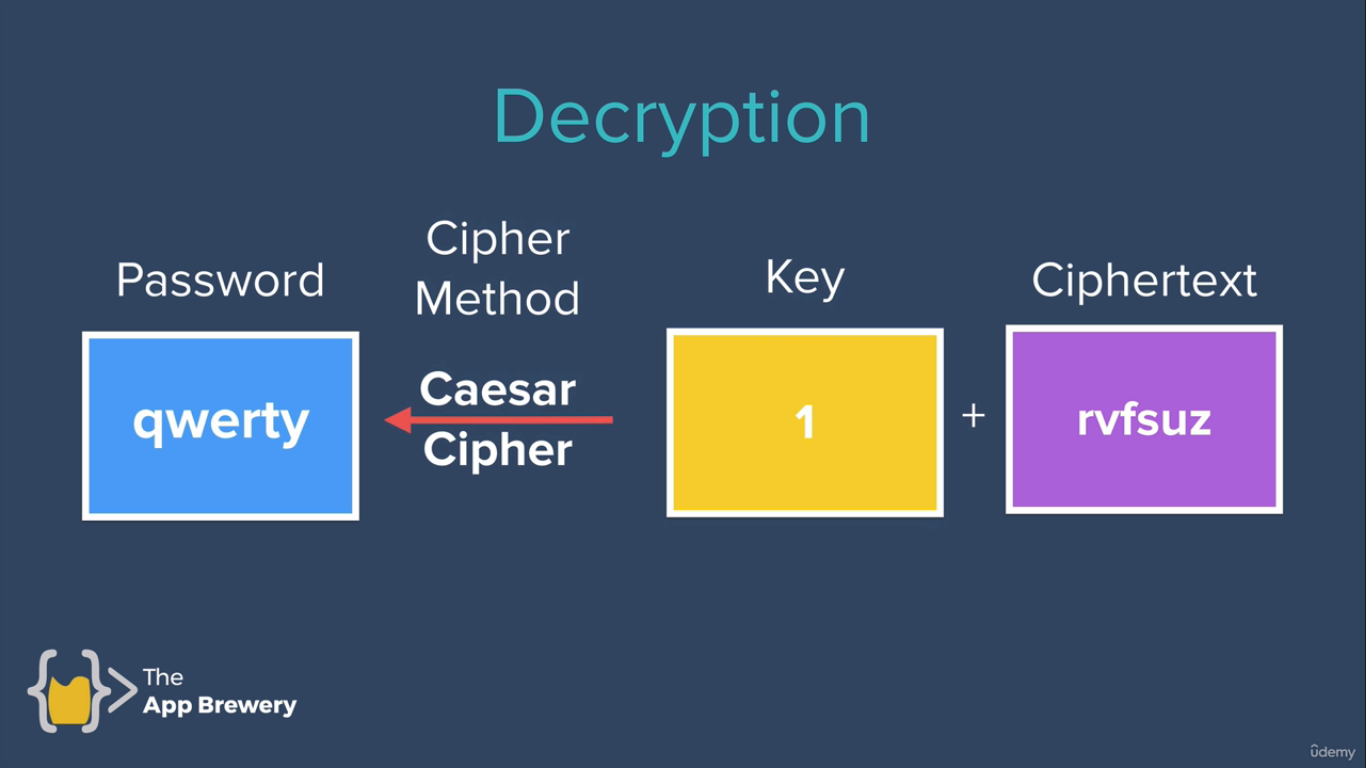 Decryption
Password
Cipher
Method
Key
Ciphertext
qwerty
Caesar
Cipher
1
+
rvfsuz
The
App Brewery
ûdemy